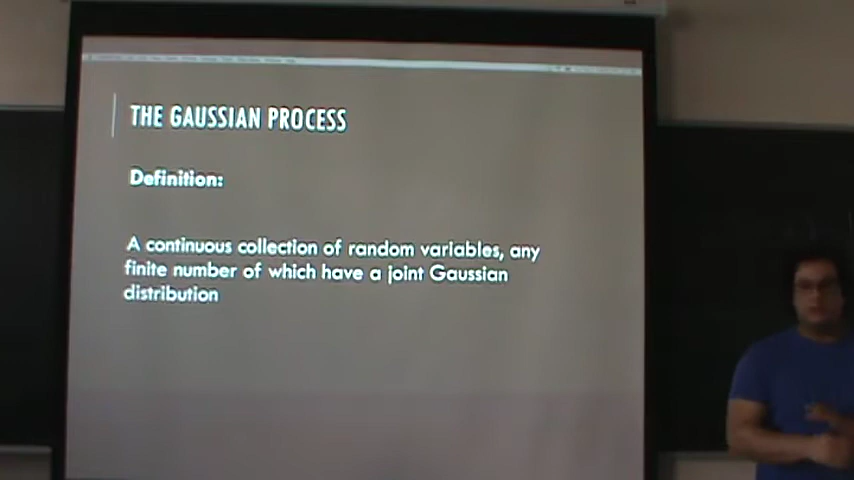 THE GAUSSIAN PROCESS
Definition:
A continuous collection of random variables, any
finite number of which have a joint Gaussian
distribution